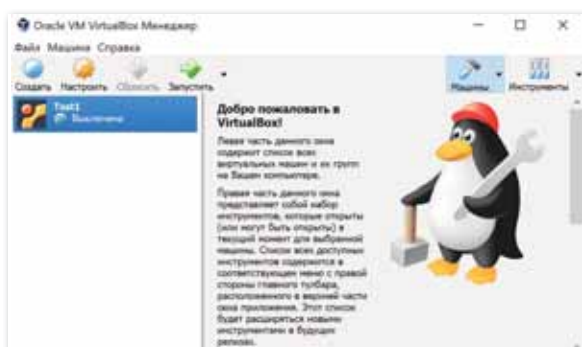 Oracle VM VirtualBox Менеджер
Файл Машина Справка
Создать Настроить Сбросить Запустить
Машины Инструменты
Test1
Выключена
Добро пожаловать в
VirtualBox!
Левая часть данного окна
содержит список всех
виртуальных машин и их групп
на Вашем компьютере.
Правая часть данного окна
представляет собой набор
инструментов, которые открыты
(или могут быть открыты) в
текущий момент для выбранной
машины. Список всех доступных
инструментов содержится в
соответствующем меню с правой
стороны главного тулбара,
расположенного в верхней части
окна приложения. Этот список
будет расширяться новыми
инструментами в будущих
релизах.